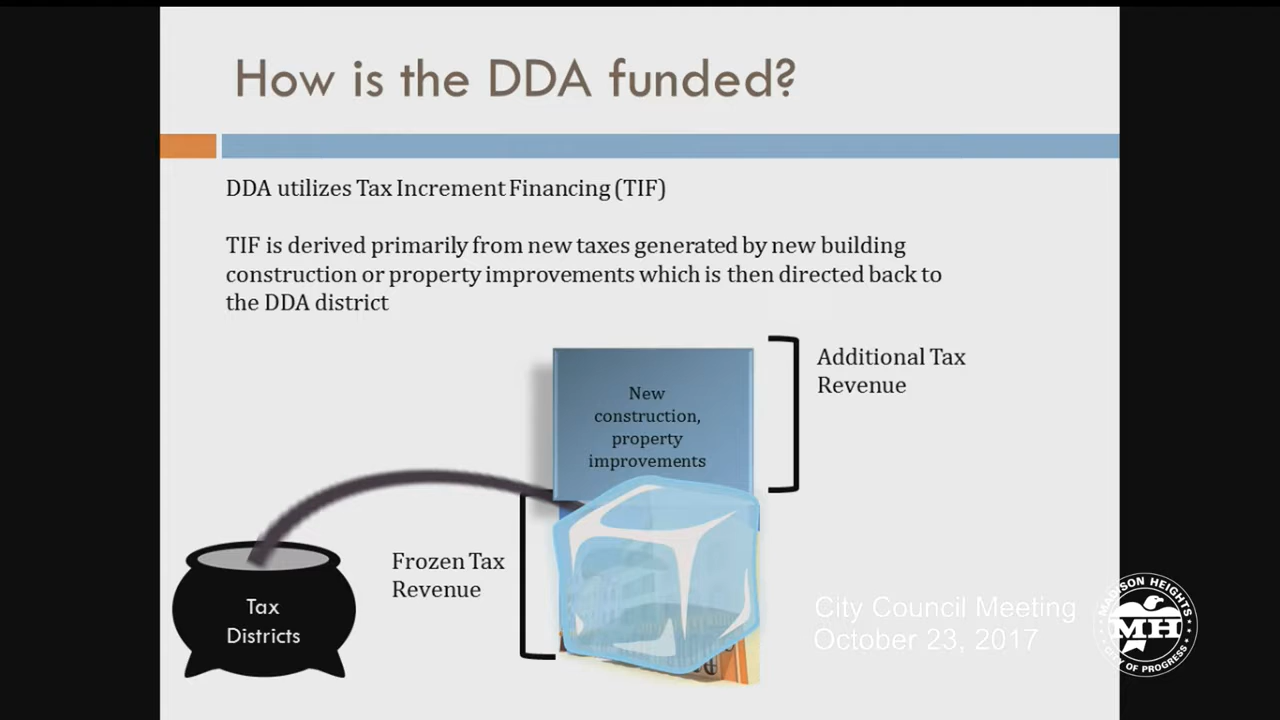 How is the DDA funded?
DDA utilizes Tax Increment Financing (TIF)
TIF is derived primarily from new taxes generated by new building
construction or property improvements which is then directed back to
the DDA district
Additional Tax
Revenue
New
construction,
property
improvements
Frozen Tax
Revenue
Tax
Districts
City Council Meeting
October 23, 2017
MADISON HEIGHTS
MH
CITY OF PROGRESS